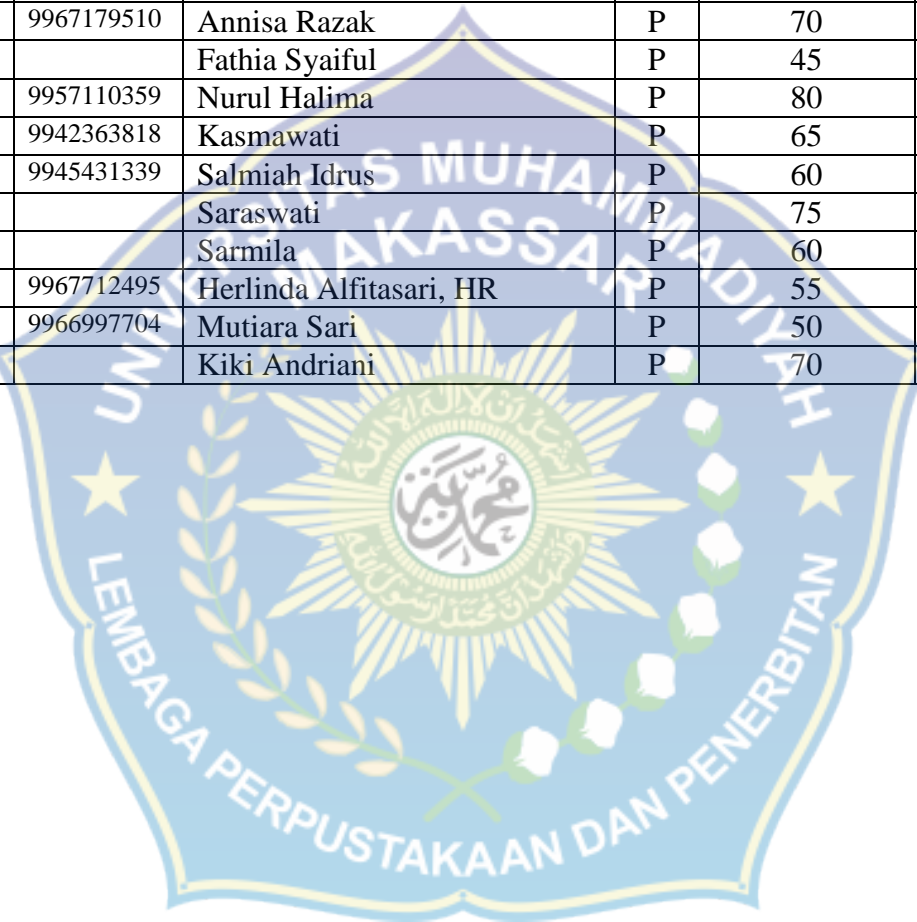 9967179510 Annisa Razak P 70
Fathia Syaiful P 45
9957110359 Nurul Halima P 80
9942363818 Kasmawati P 65
9945431339 Salmiah Idrus P 60
Saraswati P 75
Sarmila P 60
9967712495 Herlinda Alfitasari, HR P 55
9966997704 Mutiara Sari P 50
Kiki Andriani P 70
UNIVERSITAS MUHAMMADIYAH
MAKASSAR
LEMBAGA PERPUSTAKAAN DAN PENERBITAN